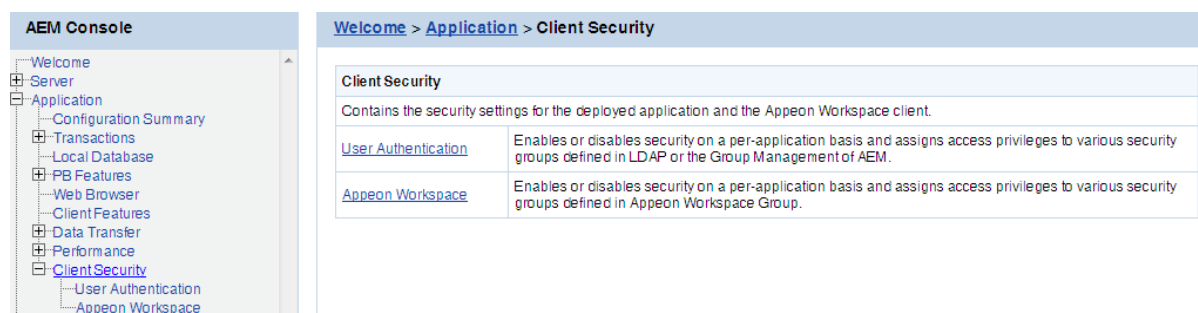 AEM Console
Welcome
Server
Application
Configuration Summary
Transactions
Local Database
PB Features
Web Browser
Client Features
Data Transfer
Performance
Client Security
User Authentication
Appeon Workspace
Welcome > Application > Client Security
Client Security
Contains the security settings for the deployed application and the Appeon Workspace client.
User Authentication
Enables or disables security on a per-application basis and assigns access privileges to various security
groups defined in LDAP or the Group Management of AEM.
Appeon Workspace
Enables or disables security on a per-application basis and assigns access privileges to various security
groups defined in Appeon Workspace Group.